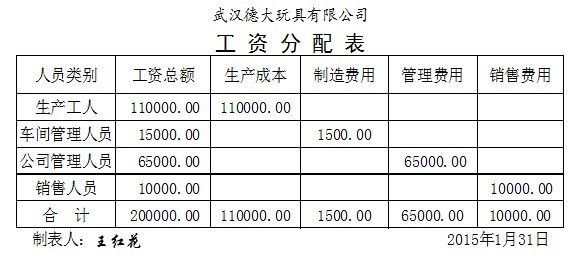 武汉德大玩具有限公司
工资分配表
人员类别 工资总额 生产成本 制造费用 管理费用 销售费用
生产工人 110000.00 110000.00
车间管理人员 15000.00 1500.00
公司管理人员 65000.00 65000.00
销售人员 10000.00 10000.00
合 计 200000.00 110000.00 1500.00 65000.00 10000.00
制表人：王红花 2015年1月31日